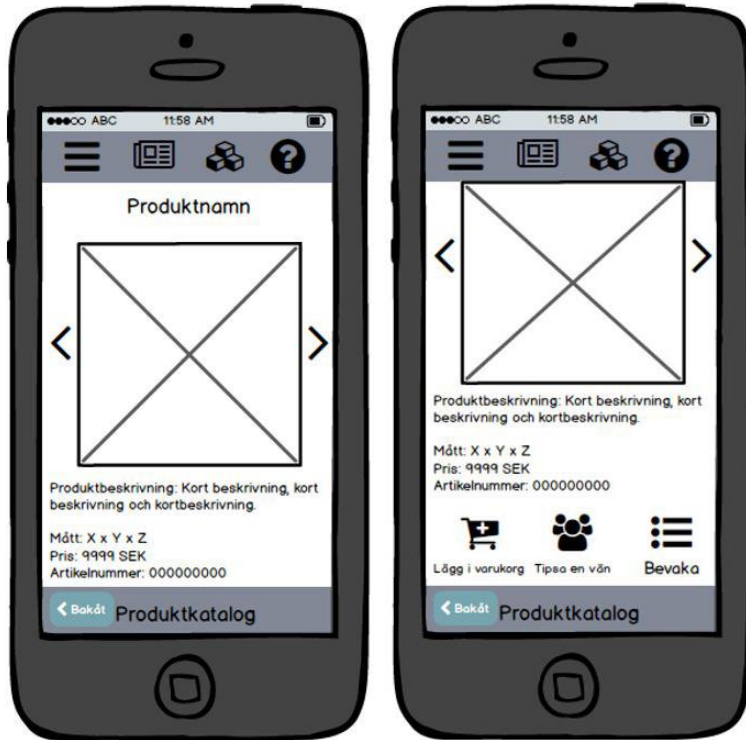 ABC 11:58 AM
Produktnamn
Produktbeskrivning: Kort beskrivning, kort
beskrivning och kortbeskrivning.
Mått: X x Y x Z
Pris: 9999 SEK
Artikelnummer: 000000000
Bakåt Produktkatalog
ABC 11:58 AM
Produktbeskrivning: Kort beskrivning, kort
beskrivning och kortbeskrivning.
Mått: X x Y x Z
Pris: 9999 SEK
Artikelnummer: 000000000
Lägg i varukorg Tipsa en vän Bevaka
Bakåt Produktkatalog